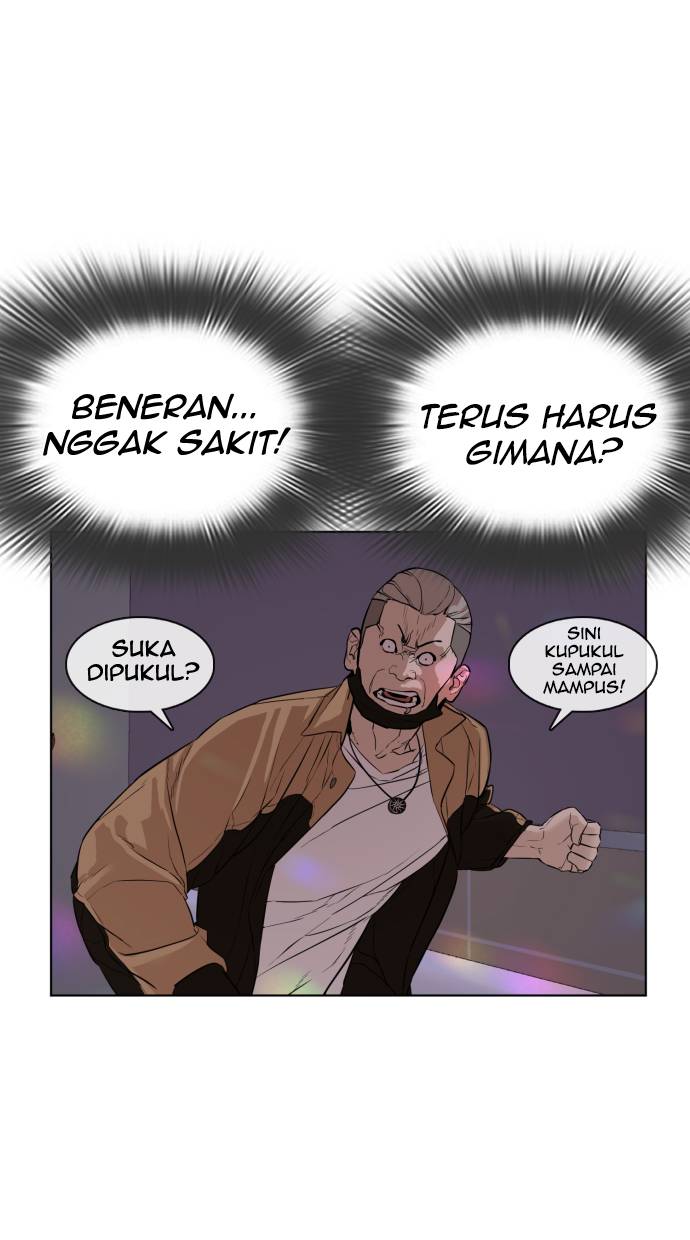 BENERAN...
NGGAK SAKIT!
TERUS HARUS
GIMANA?
SUKA
DIPUKUL?
SINI
KUPUKUL
SAMPAI
MAMPUS!